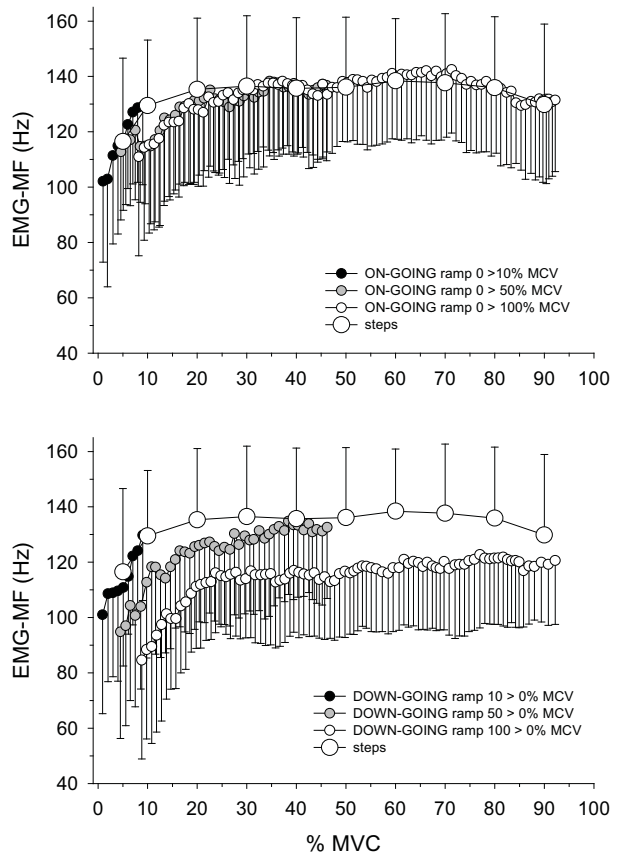 160
140
120
100
80
60
40
EMG-MF (Hz)
ON-GOING ramp 0 >10% MCV
ON-GOING ramp 0 > 50% MCV
ON-GOING ramp 0 > 100% MCV
steps
0 10 20 30 40 50 60 70 80 90 100
160
140
120
100
80
60
40
EMG-MF (Hz)
DOWN-GOING ramp 10 > 0% MCV
DOWN-GOING ramp 50 > 0% MCV
DOWN-GOING ramp 100 > 0% MCV
steps
0 10 20 30 40 50 60 70 80 90 100
% MVC